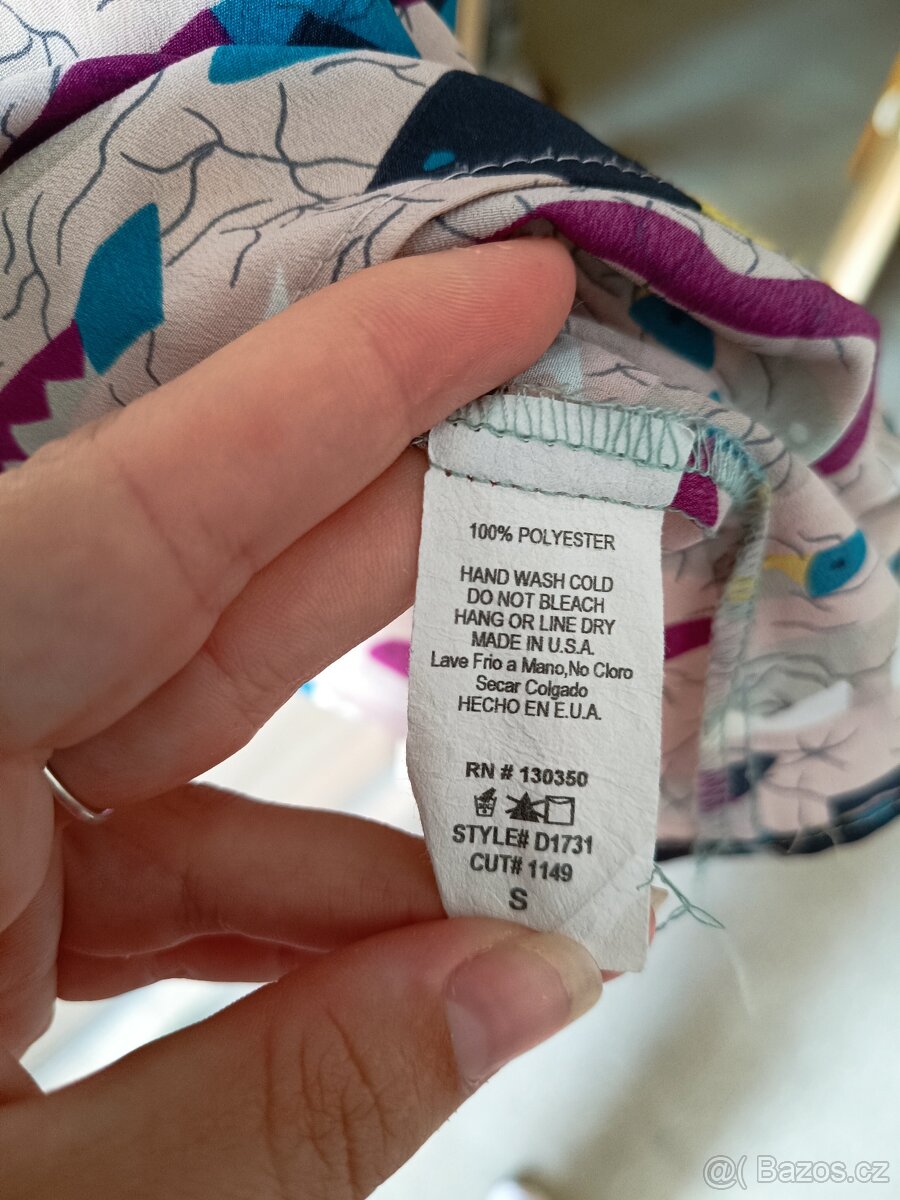 100% POLYESTER
HAND WASH COLD
DO NOT BLEACH
HANG OR LINE DRY
MADE IN U.S.A.
Lave Frio a Mano,No Cloro
Secar Colgado
HECHO EN E.U.A.
RN # 130350
STYLE# D1731
CUT# 1149
S
@( Bazos.cz